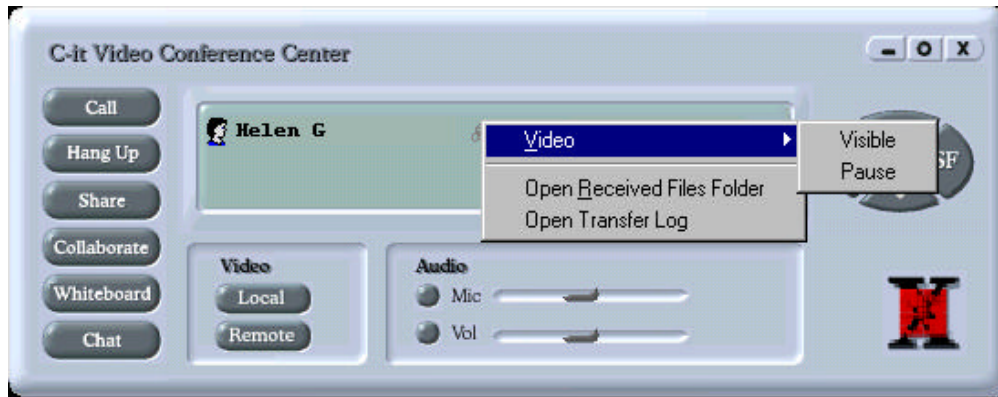 C-it Video Conference Center
Call
Hang Up
Share
Collaborate
Whiteboard
Chat
Helen G
Video
Open Received Files Folder
Open Transfer Log
Visible
Pause
SF
Video
Local
Remote
Audio
Mic
Vol
X